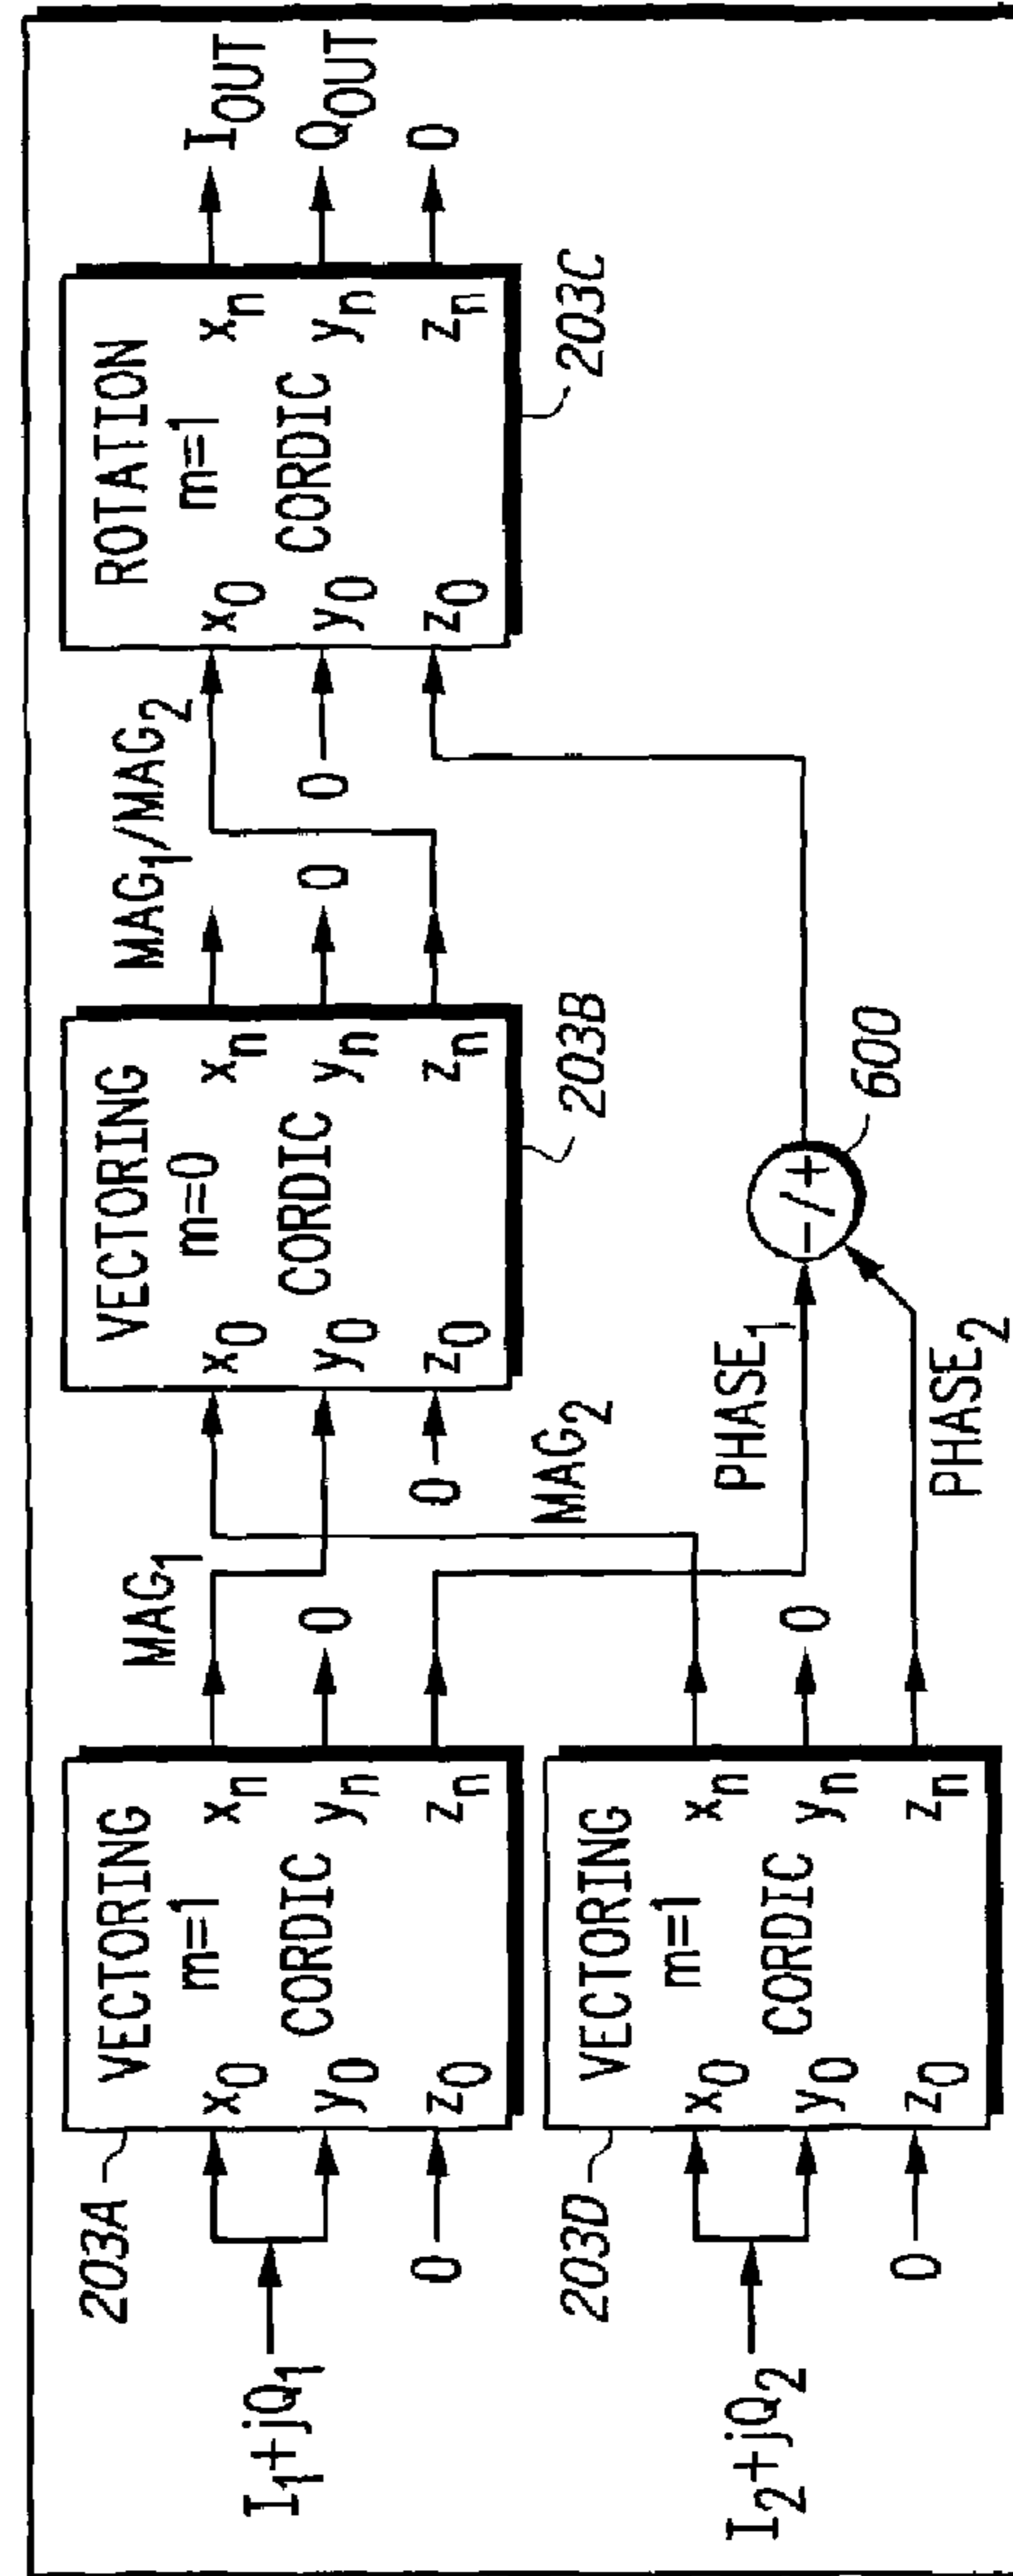 I₁+jQ₁
0
203A
VECTORING
m=1
CORDIC
x₀ xₙ
y₀ yₙ
z₀ zₙ
MAG₁
0
I₂+jQ₂
0
203D
VECTORING
m=1
CORDIC
x₀ xₙ
y₀ yₙ
z₀ zₙ
MAG₂
0
PHASE₁
PHASE₂
-/+
600
0
VECTORING
m=0
CORDIC
x₀ xₙ
y₀ yₙ
z₀ zₙ
203B
MAG₁/MAG₂
0
0
ROTATION
m=1
CORDIC
x₀ xₙ
y₀ yₙ
z₀ zₙ
203C
I_OUT
Q_OUT
0